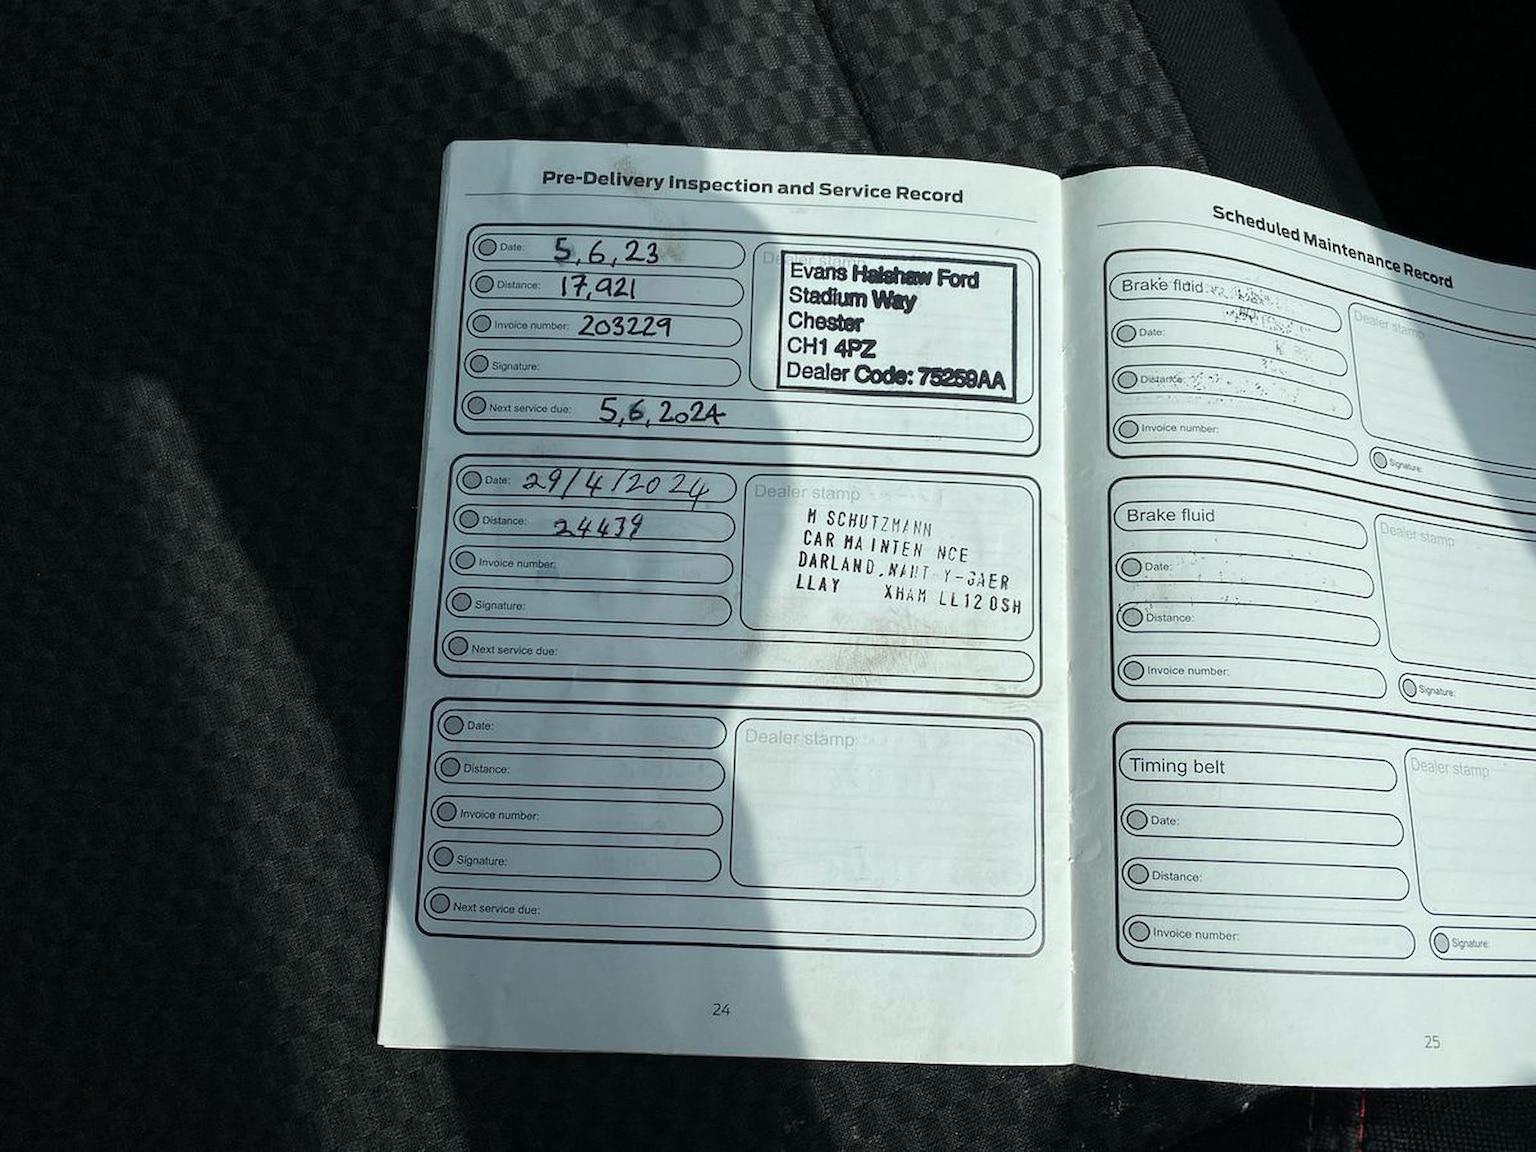 Pre-Delivery Inspection and Service Record
Date: 5,6,23
Distance: 17,921
Invoice number: 203229
Signature:
Next service due: 5,6,2024
Dealer stamp
Evans Halshaw Ford
Stadium Way
Chester
CH1 4PZ
Dealer Code: 75259AA
Date: 29/4/2024
Distance: 24439
Invoice number:
Signature:
Next service due:
Dealer stamp
M SCHUTZMANN
CAR MAINTEN NCE
DARLAND,
LLAY XHAM LL12 0SH
Date:
Distance:
Invoice number:
Signature:
Next service due:
Dealer stamp
24
Scheduled Maintenance Record
Brake fluid
Date:
Distance:
Invoice number:
Dealer stamp
Signature:
Brake fluid
Date:
Distance:
Invoice number:
Dealer stamp
Signature:
Timing belt
Date:
Distance:
Invoice number:
Dealer stamp
Signature:
25